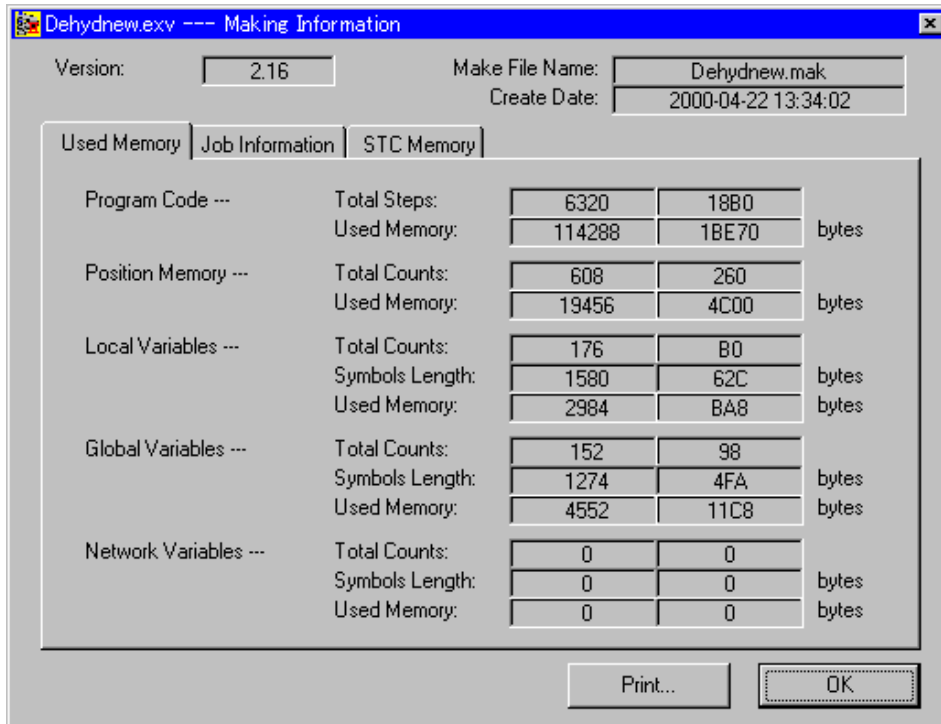 Dehydnew.exv --- Making Information
Version: 2.16 Make File Name: Dehydnew.mak
Create Date: 2000-04-22 13:34:02
Used Memory Job Information STC Memory
Program Code --- Total Steps: 6320 18B0
Used Memory: 114288 1BE70 bytes
Position Memory --- Total Counts: 608 260
Used Memory: 19456 4C00 bytes
Local Variables --- Total Counts: 176 B0
Symbols Length: 1580 62C bytes
Used Memory: 2984 BA8 bytes
Global Variables --- Total Counts: 152 98
Symbols Length: 1274 4FA bytes
Used Memory: 4552 11C8 bytes
Network Variables --- Total Counts: 0 0
Symbols Length: 0 0 bytes
Used Memory: 0 0 bytes
Print... OK